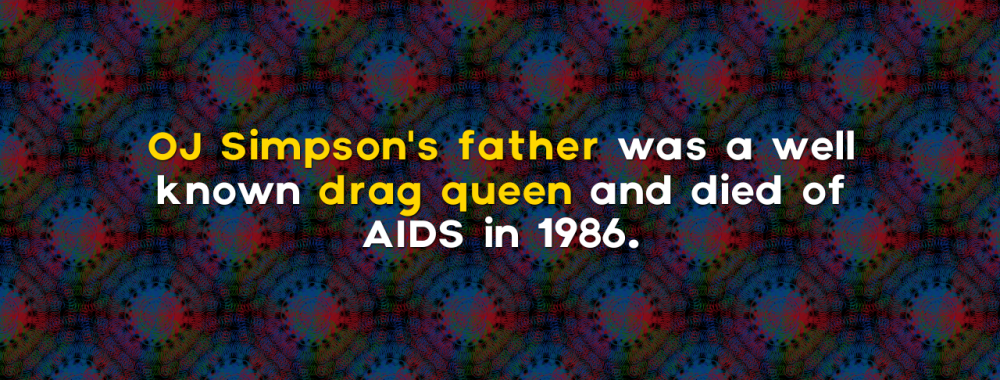 OJ Simpson's father was a well
known drag queen and died of
AIDS in 1986.